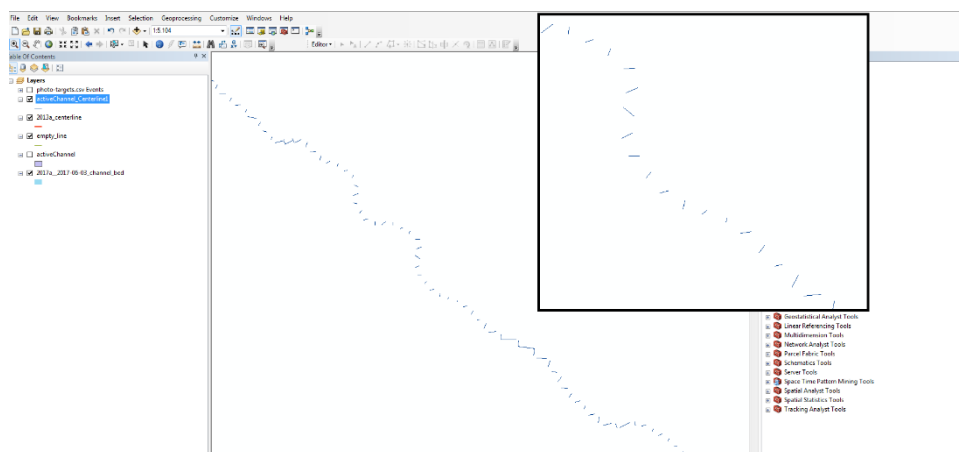 File Edit View Bookmarks Insert Selection Geoprocessing Customize Windows Help
1:5,104
Editor
able Of Contents
Layers
photo-targets.csv Events
activeChannel_Centerline1
2013a_centerline
empty_line
activeChannel
2017a_2017-06-03_channel_bed
Geostatistical Analyst Tools
Linear Referencing Tools
Multidimension Tools
Network Analyst Tools
Parcel Fabric Tools
Schematics Tools
Server Tools
Space Time Pattern Mining Tools
Spatial Analyst Tools
Spatial Statistics Tools
Tracking Analyst Tools